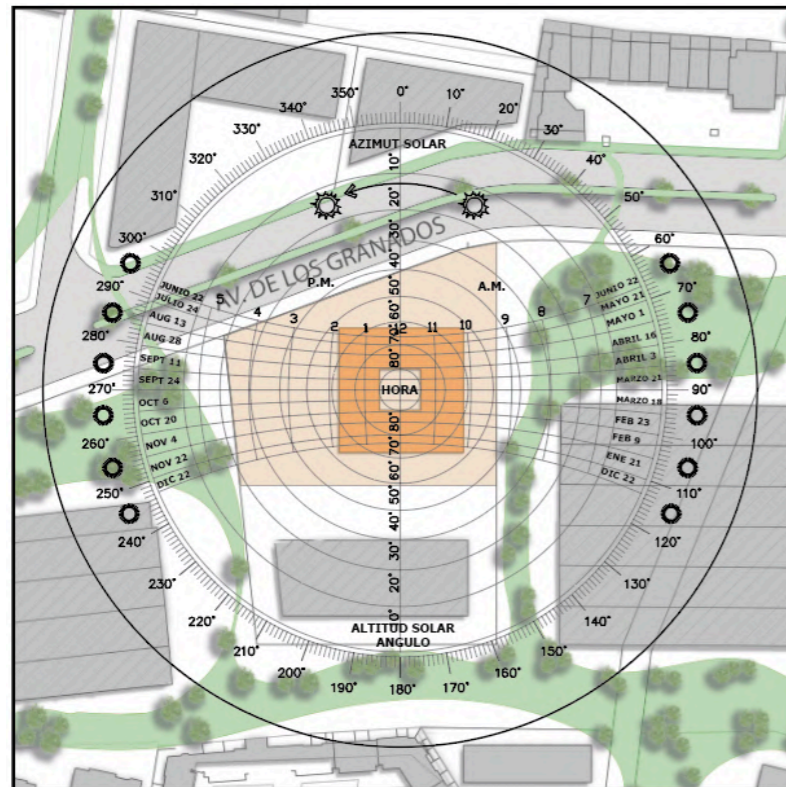 0°
350°
10°
340°
20°
330°
30°
320°
40°
310°
50°
300°
60°
290°
70°
280°
80°
270°
90°
260°
100°
250°
110°
240°
120°
230°
130°
220°
140°
210°
150°
200°
160°
190°
170°
180°
AZIMUT SOLAR
10°
20°
AV. DE LOS GRANADOS
40°
50°
60°
70°
80°
P.M.
A.M.
5
4
3
2
1
12
11
10
9
8
7
HORA
80°
70°
60°
50°
40°
30°
20°
10°
ALTITUD SOLAR
ANGULO
JUNIO 22
JULIO 24
AUG 13
AUG 28
SEPT 11
SEPT 24
OCT 6
OCT 20
NOV 4
NOV 22
DIC 22
JUNIO 22
MAYO 21
MAYO 1
ABRIL 16
ABRIL 3
MARZO 21
MARZO 18
FEB 23
FEB 9
ENE 21
DIC 22